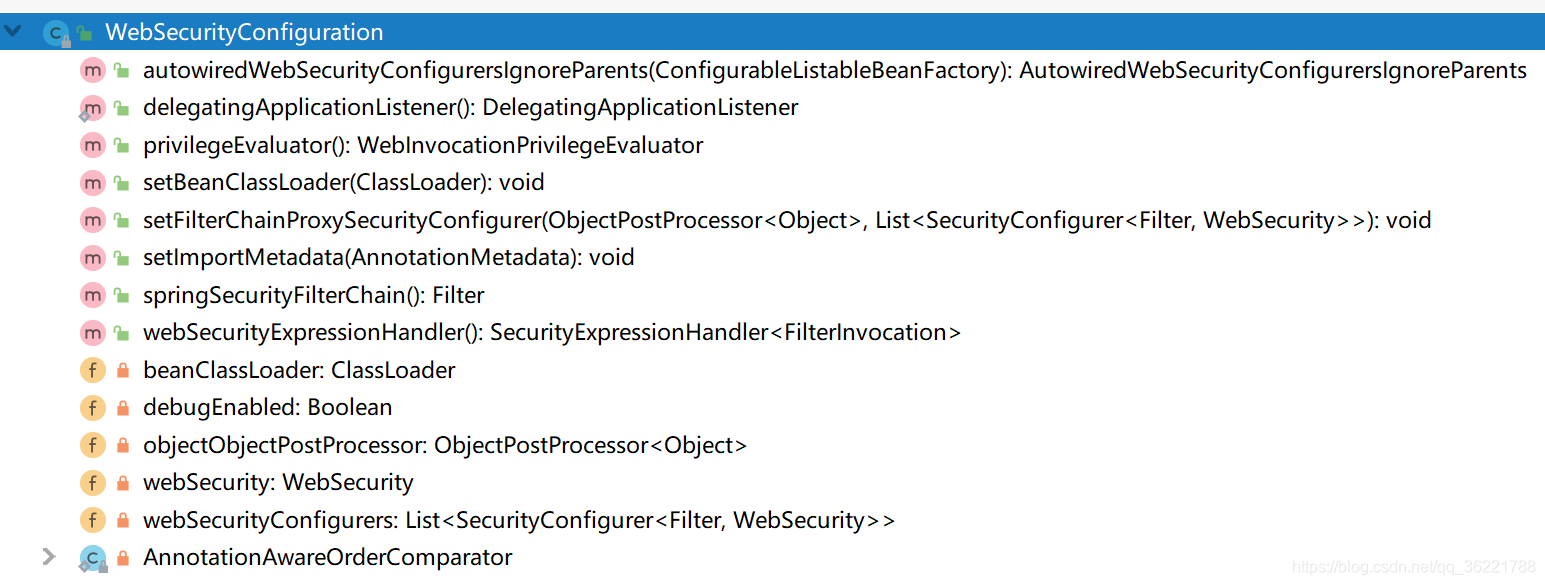 WebSecurityConfiguration
autowiredWebSecurityConfigurersIgnoreParents(ConfigurableListableBeanFactory): AutowiredWebSecurityConfigurersIgnoreParents
delegatingApplicationListener(): DelegatingApplicationListener
privilegeEvaluator(): WebInvocationPrivilegeEvaluator
setBeanClassLoader(ClassLoader): void
setFilterChainProxySecurityConfigurer(ObjectPostProcessor<Object>, List<SecurityConfigurer<Filter, WebSecurity>>): void
setImportMetadata(AnnotationMetadata): void
springSecurityFilterChain(): Filter
webSecurityExpressionHandler(): SecurityExpressionHandler<FilterInvocation>
beanClassLoader: ClassLoader
debugEnabled: Boolean
objectObjectPostProcessor: ObjectPostProcessor<Object>
webSecurity: WebSecurity
webSecurityConfigurers: List<SecurityConfigurer<Filter, WebSecurity>>
AnnotationAwareOrderComparator
https://blog.csdn.net/qq_36221788